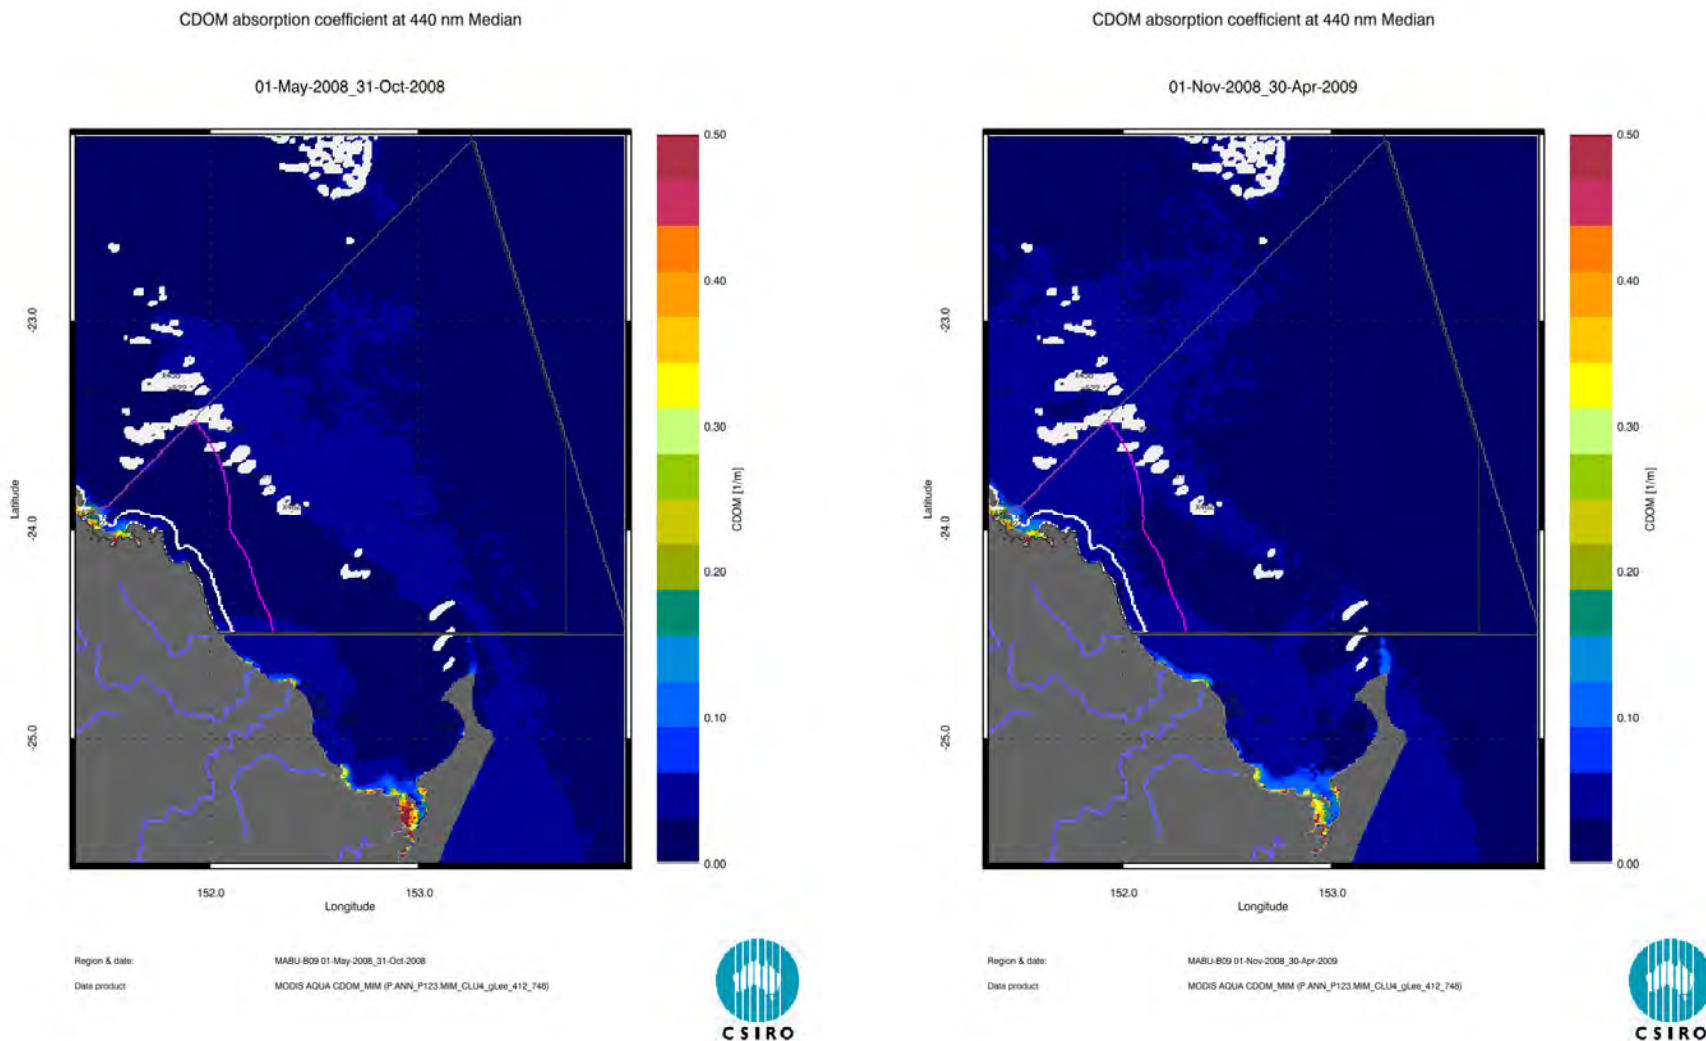 CDOM absorption coefficient at 440 nm Median
01-May-2008_31-Oct-2008
0.50
0.40
0.30
0.20
0.10
0.00
CDOM [1/m]
-23.0
-24.0
-25.0
Latitude
152.0
153.0
Longitude
Region & date:
MABU-B09 01-May-2008_31-Oct-2008
Data product
MODIS AQUA CDOM_MIM (P.ANN_P123.MIM_CLU4_gLee_412_748)
CSIRO
CDOM absorption coefficient at 440 nm Median
01-Nov-2008_30-Apr-2009
0.50
0.40
0.30
0.20
0.10
0.00
CDOM [1/m]
-23.0
-24.0
-25.0
Latitude
152.0
153.0
Longitude
Region & date:
MABU-B09 01-Nov-2008_30-Apr-2009
Data product
MODIS AQUA CDOM_MIM (P.ANN_P123.MIM_CLU4_gLee_412_748)
CSIRO